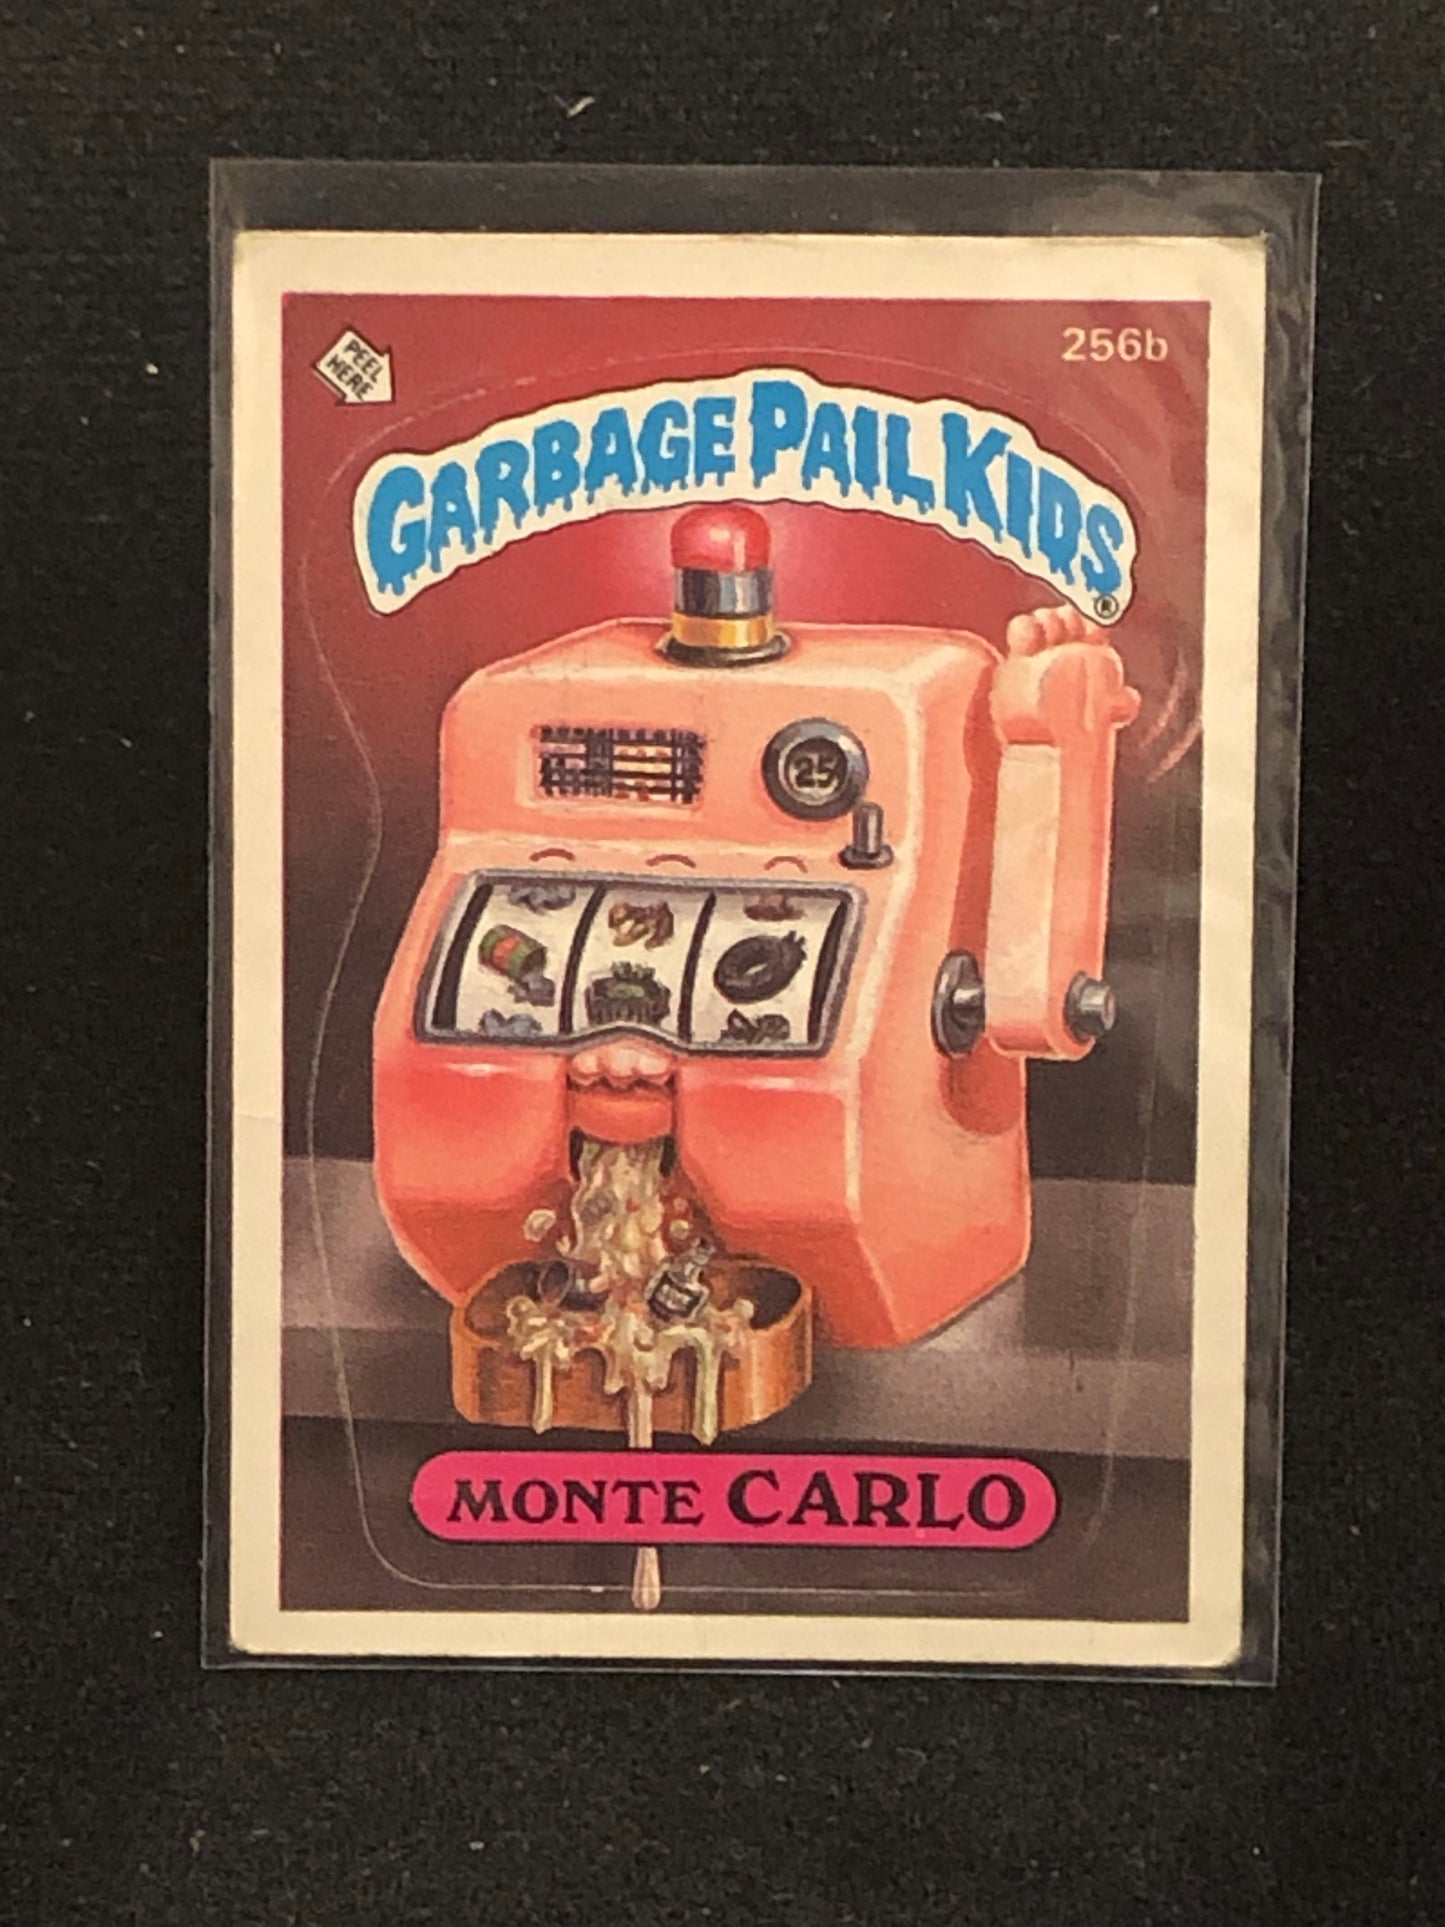 256b
PEEL
HERE
GARBAGE PAIL KIDS
®
25
MONTE CARLO